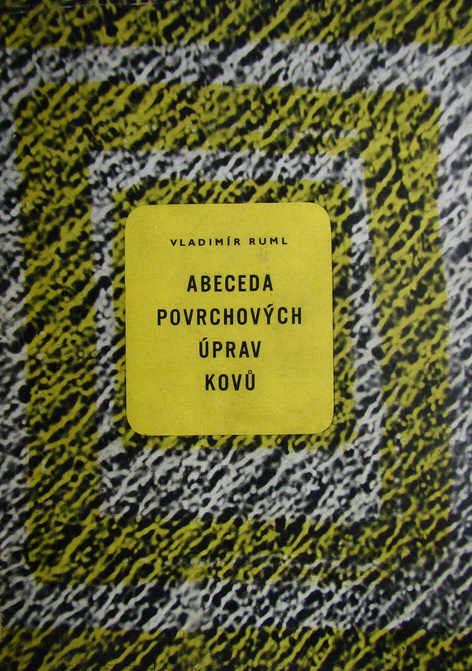 VLADIMÍR RUML
ABECEDA
POVRCHOVÝCH
ÚPRAV
KOVŮ